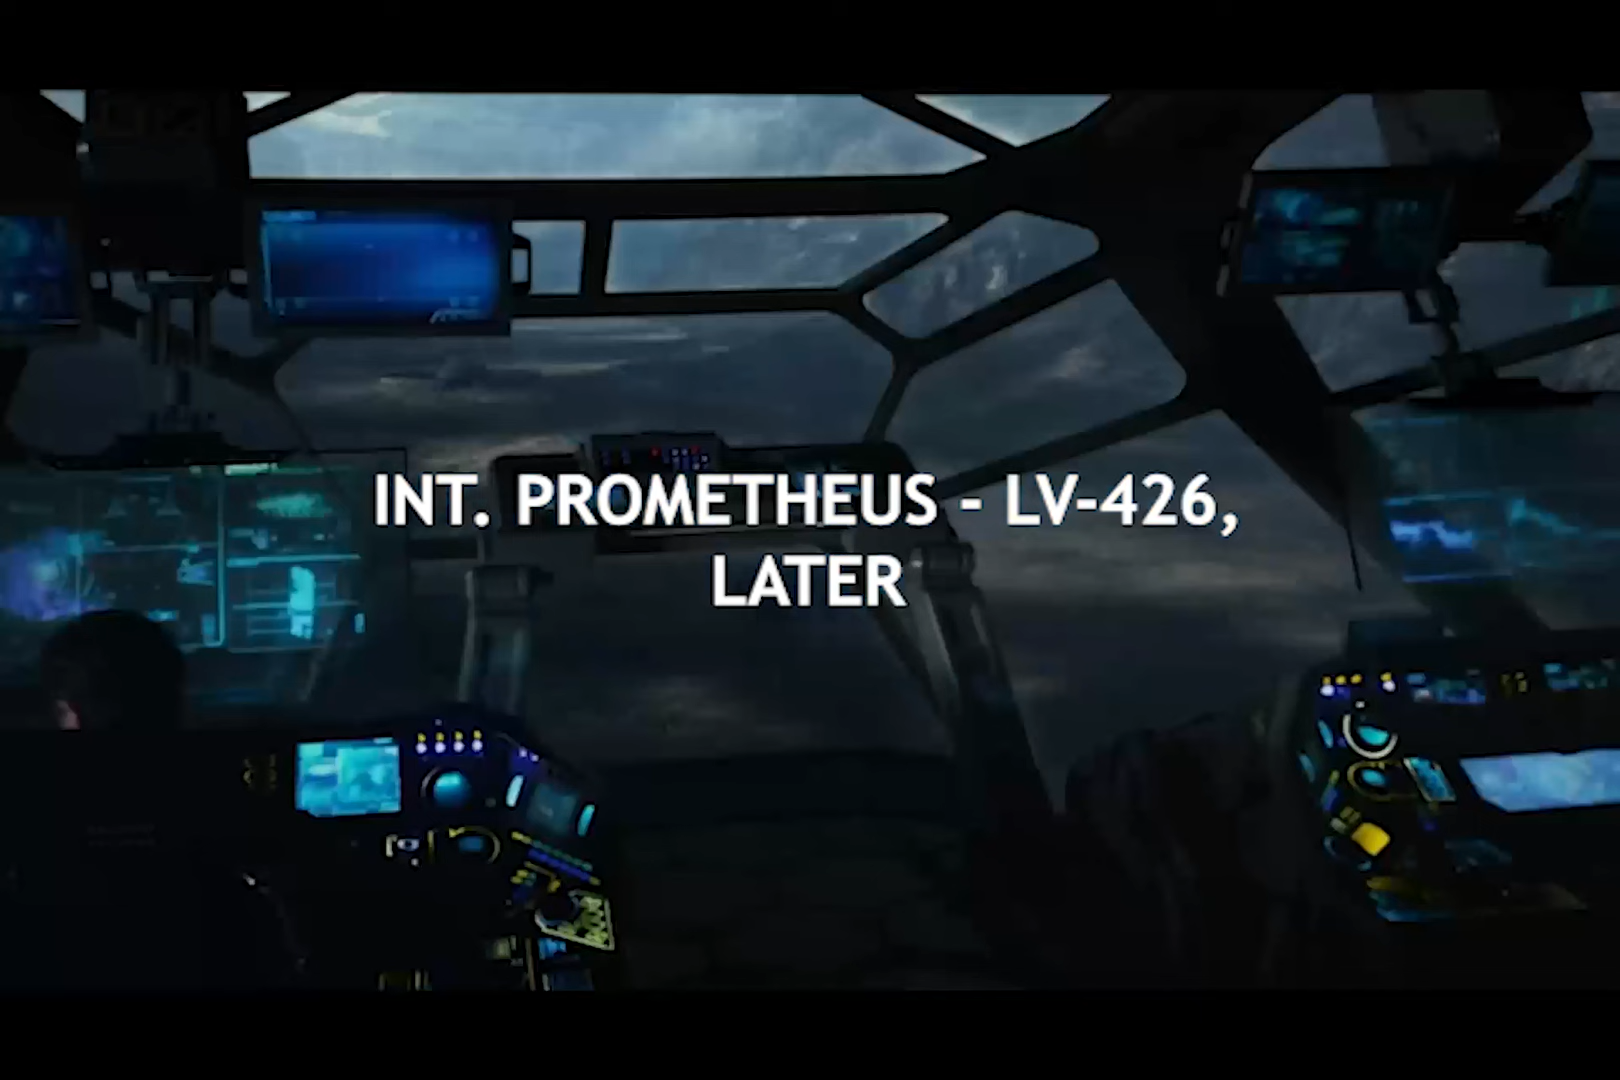 INT. PROMETHEUS - LV-426,
LATER